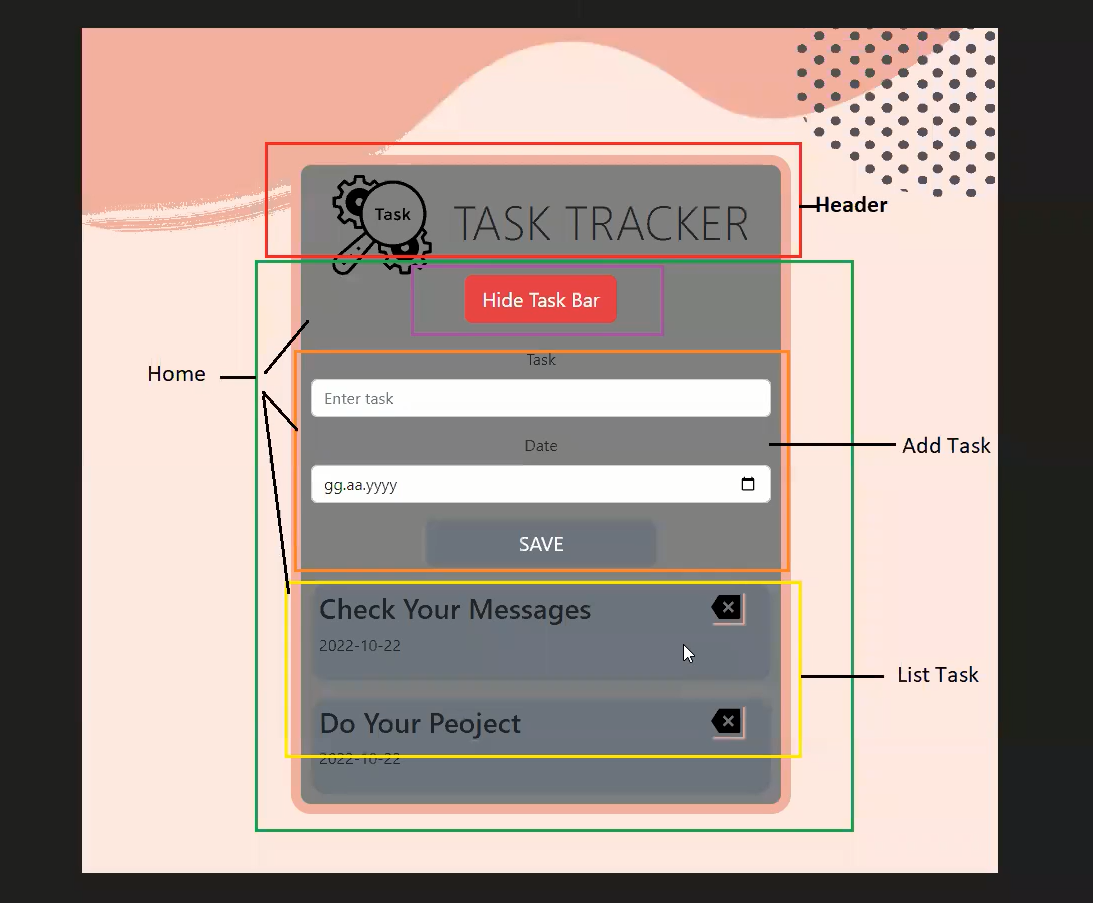 Task
TASK TRACKER
Header
Hide Task Bar
Home
Task
Enter task
Date
Add Task
gg.aa.yyyy
SAVE
Check Your Messages
2022-10-22
List Task
Do Your Peoject
2022-10-22